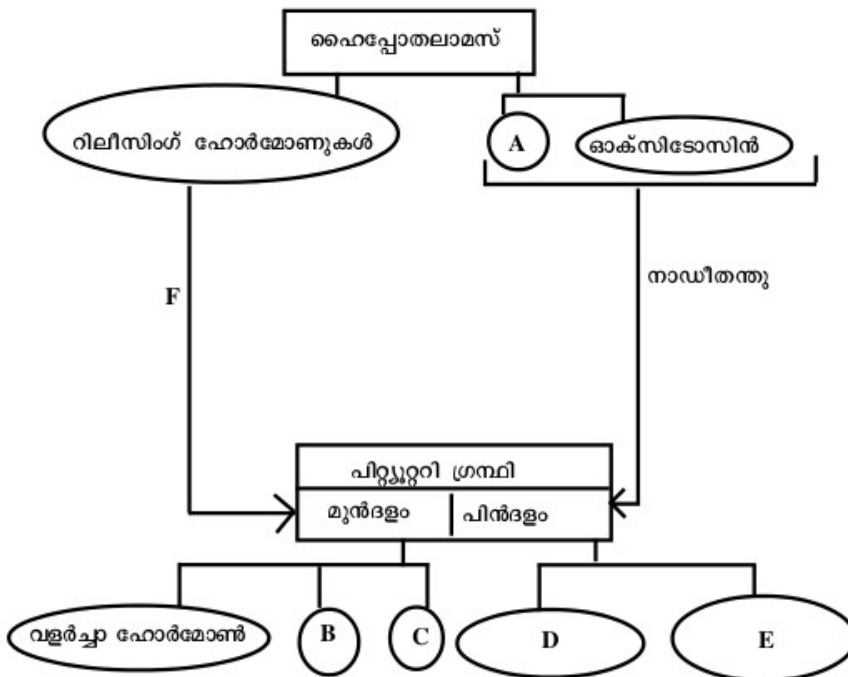 ഹൈപ്പോതലാമസ്
റിലീസിംഗ് ഹോർമോണുകൾ
A
ഓക്സിടോസിൻ
F
നാഡീതന്തു
പിറ്റ്യൂറ്ററി ഗ്രന്ഥി
മുൻദളം
പിൻദളം
വളർച്ചാ ഹോർമോൺ
B
C
D
E